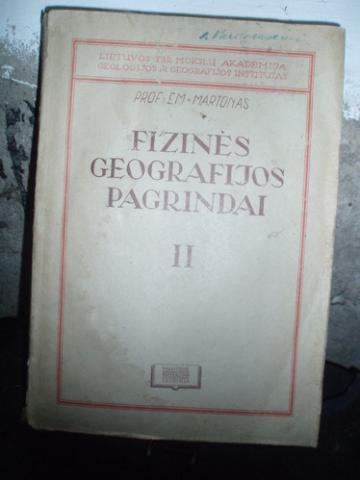 LIETUVOS TSR MOKSLŲ AKADEMIJA
GEOLOGIJOS IR GEOGRAFIJOS INSTITUTAS
PROF. EM. MARTONAS
FIZINĖS
GEOGRAFIJOS
PAGRINDAI
II